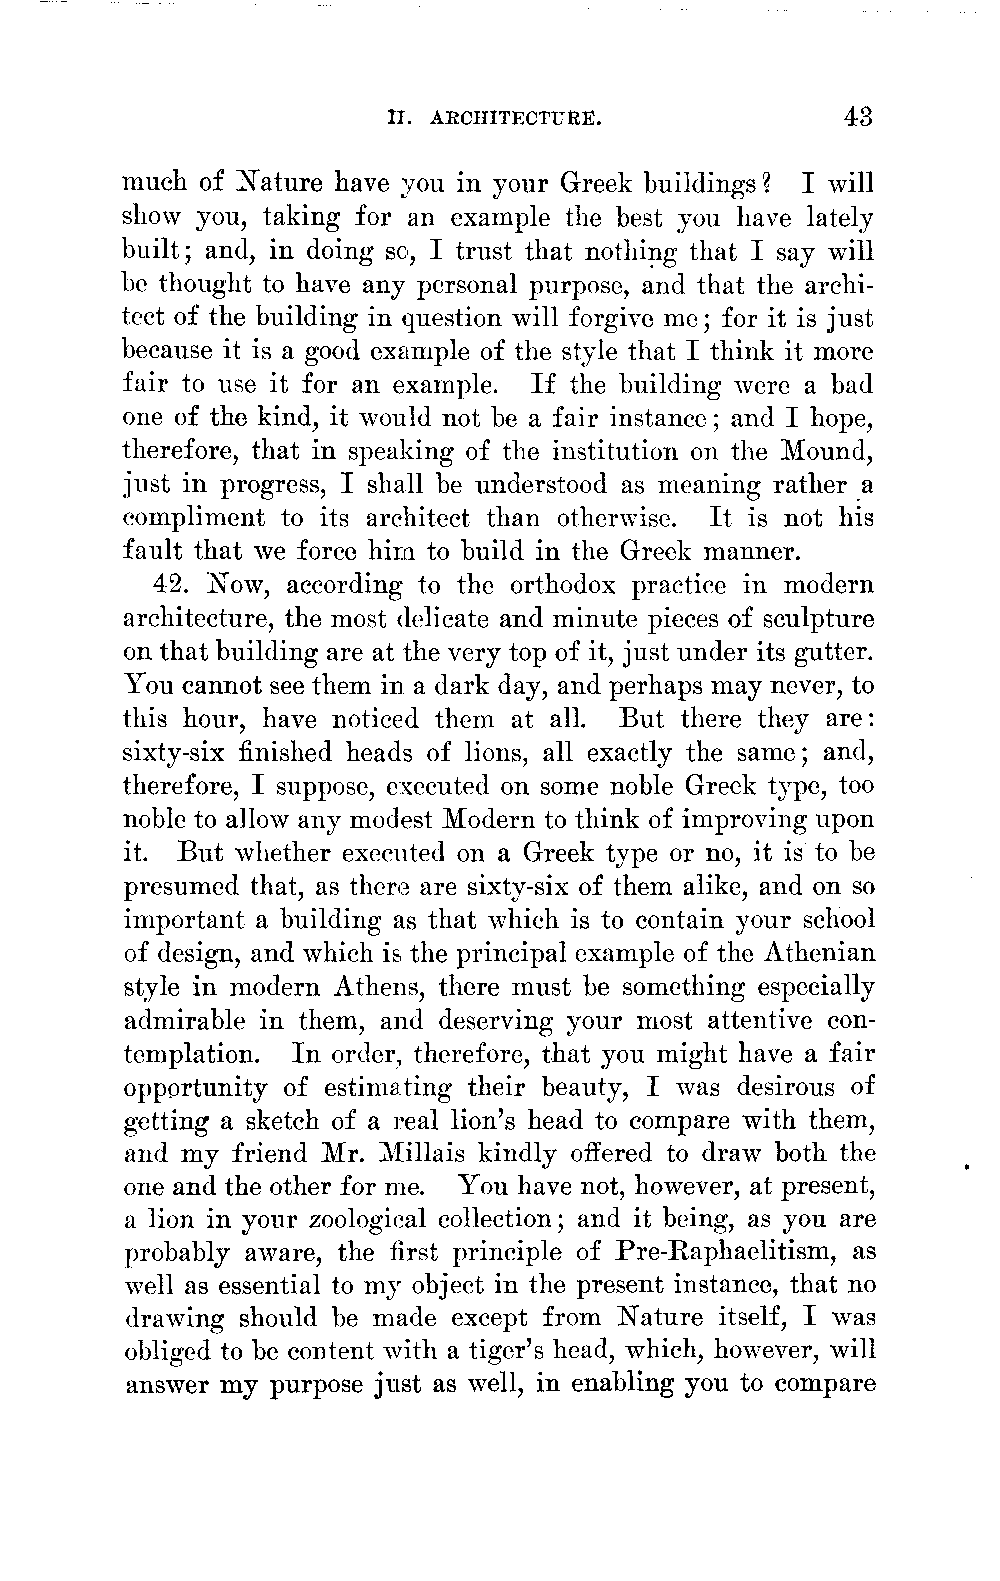 II. ARCHITECTURE. 43
much of Nature have you in your Greek buildings? I will
show you, taking for an example the best you have lately
built; and, in doing so, I trust that nothing that I say will
be thought to have any personal purpose, and that the archi-
tect of the building in question will forgive me; for it is just
because it is a good example of the style that I think it more
fair to use it for an example. If the building were a bad
one of the kind, it would not be a fair instance; and I hope,
therefore, that in speaking of the institution on the Mound,
just in progress, I shall be understood as meaning rather a
compliment to its architect than otherwise. It is not his
fault that we force him to build in the Greek manner.
42. Now, according to the orthodox practice in modern
architecture, the most delicate and minute pieces of sculpture
on that building are at the very top of it, just under its gutter.
You cannot see them in a dark day, and perhaps may never, to
this hour, have noticed them at all. But there they are:
sixty-six finished heads of lions, all exactly the same; and,
therefore, I suppose, executed on some noble Greek type, too
noble to allow any modest Modern to think of improving upon
it. But whether executed on a Greek type or no, it is to be
presumed that, as there are sixty-six of them alike, and on so
important a building as that which is to contain your school
of design, and which is the principal example of the Athenian
style in modern Athens, there must be something especially
admirable in them, and deserving your most attentive con-
templation. In order, therefore, that you might have a fair
opportunity of estimating their beauty, I was desirous of
getting a sketch of a real lion's head to compare with them,
and my friend Mr. Millais kindly offered to draw both the
one and the other for me. You have not, however, at present,
a lion in your zoological collection; and it being, as you are
probably aware, the first principle of Pre-Raphaelitism, as
well as essential to my object in the present instance, that no
drawing should be made except from Nature itself, I was
obliged to be content with a tiger's head, which, however, will
answer my purpose just as well, in enabling you to compare